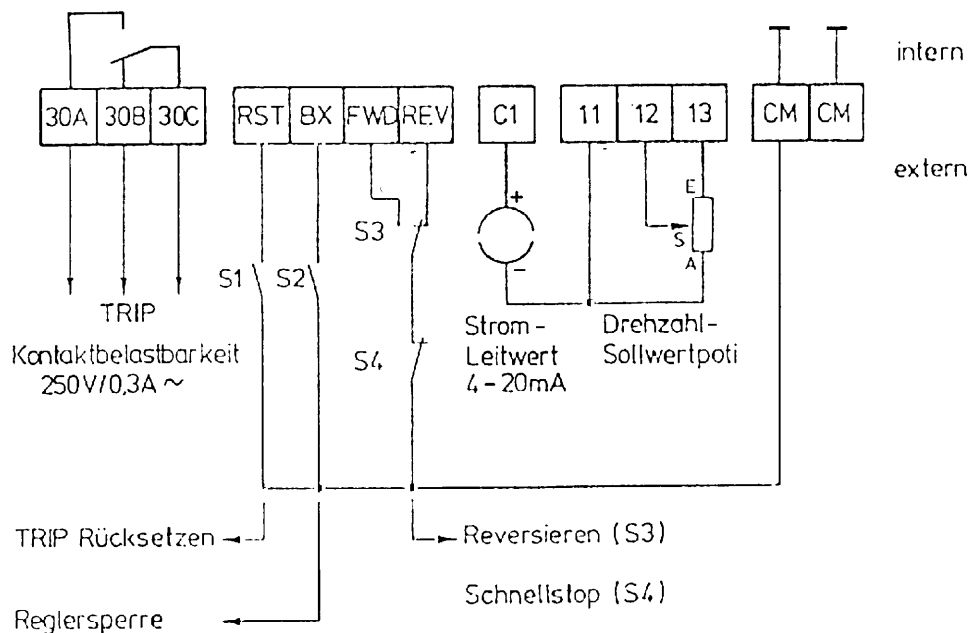 intern
30A 30B 30C RST BX FWD REV C1 11 12 13 CM CM
extern
+
E
S3
S
A
−
S1 S2
TRIP
Kontaktbelastbarkeit
250V/0,3A ~
S4
Strom-
Leitwert
4-20mA
Drehzahl-
Sollwertpoti
TRIP Rücksetzen
Reversieren (S3)
Schnellstop (S4)
Reglersperre